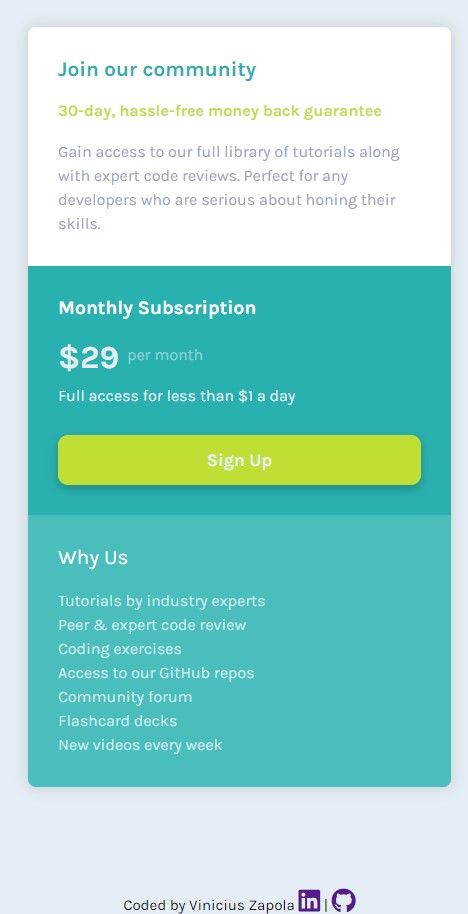 Join our community
30-day, hassle-free money back guarantee
Gain access to our full library of tutorials along
with expert code reviews. Perfect for any
developers who are serious about honing their
skills.
Monthly Subscription
$29 per month
Full access for less than $1 a day
Sign Up
Why Us
Tutorials by industry experts
Peer & expert code review
Coding exercises
Access to our GitHub repos
Community forum
Flashcard decks
New videos every week
Coded by Vinicius Zapola in |